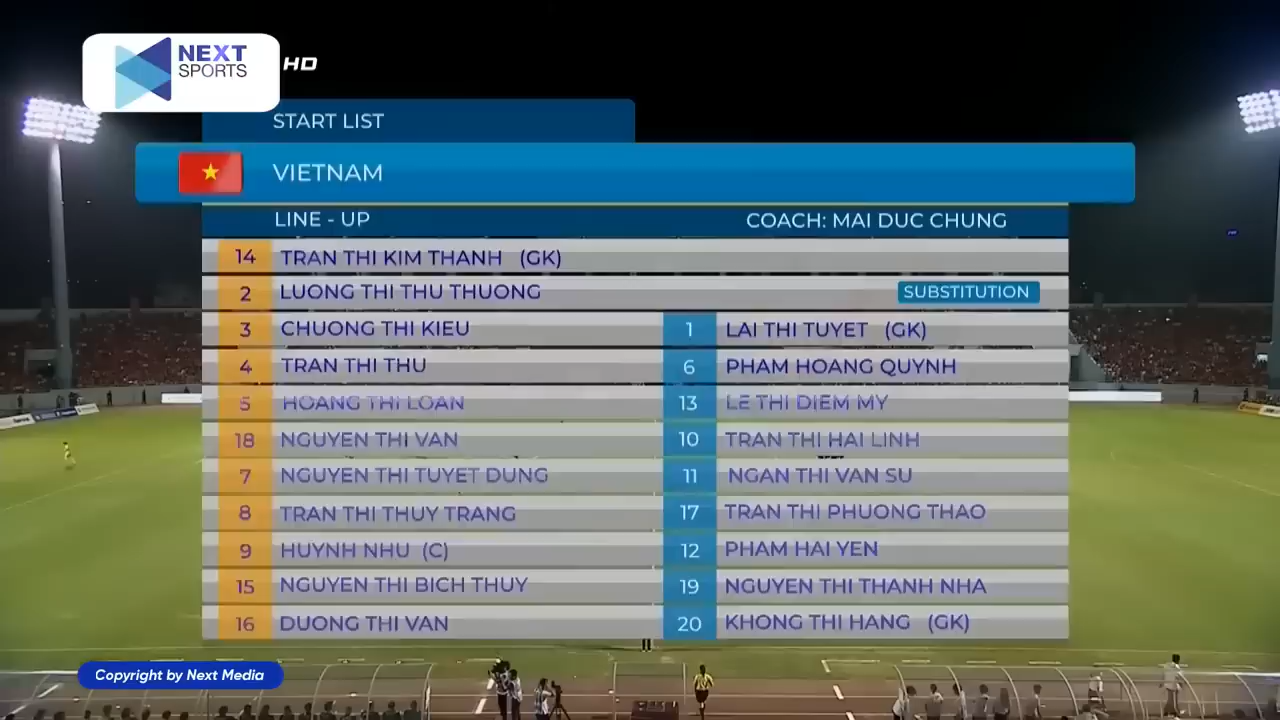 NEXT
SPORTS
HD
START LIST
VIETNAM
LINE - UP COACH: MAI DUC CHUNG
14 TRAN THI KIM THANH (GK)
2 LUONG THI THU THUONG SUBSTITUTION
3 CHUONG THI KIEU 1 LAI THI TUYET (GK)
4 TRAN THI THU 6 PHAM HOANG QUYNH
5 HOANG THI LOAN 13 LE THI DIEM MY
18 NGUYEN THI VAN 10 TRAN THI HAI LINH
7 NGUYEN THI TUYET DUNG 11 NGAN THI VAN SU
8 TRAN THI THUY TRANG 17 TRAN THI PHUONG THAO
9 HUYNH NHU (C) 12 PHAM HAI YEN
15 NGUYEN THI BICH THUY 19 NGUYEN THI THANH NHA
16 DUONG THI VAN 20 KHONG THI HANG (GK)
Copyright by Next Media